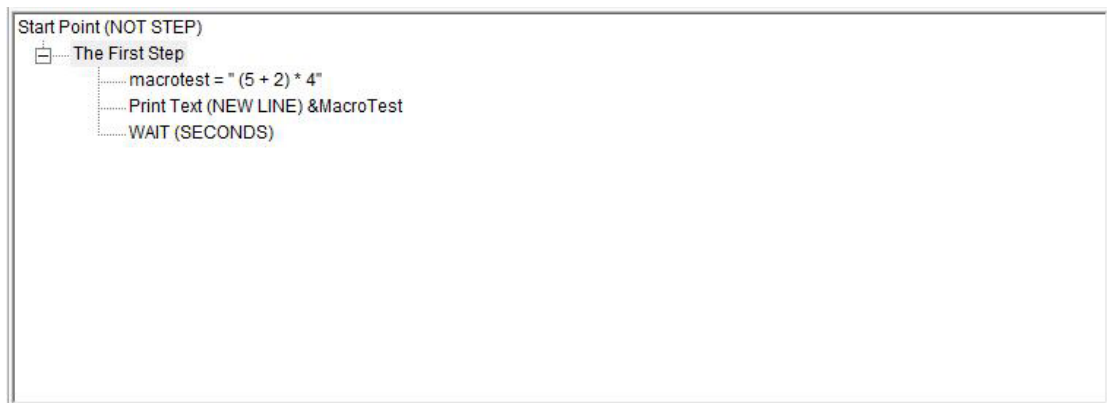 Start Point (NOT STEP)
The First Step
macrotest = " (5 + 2) * 4"
Print Text (NEW LINE) &MacroTest
WAIT (SECONDS)